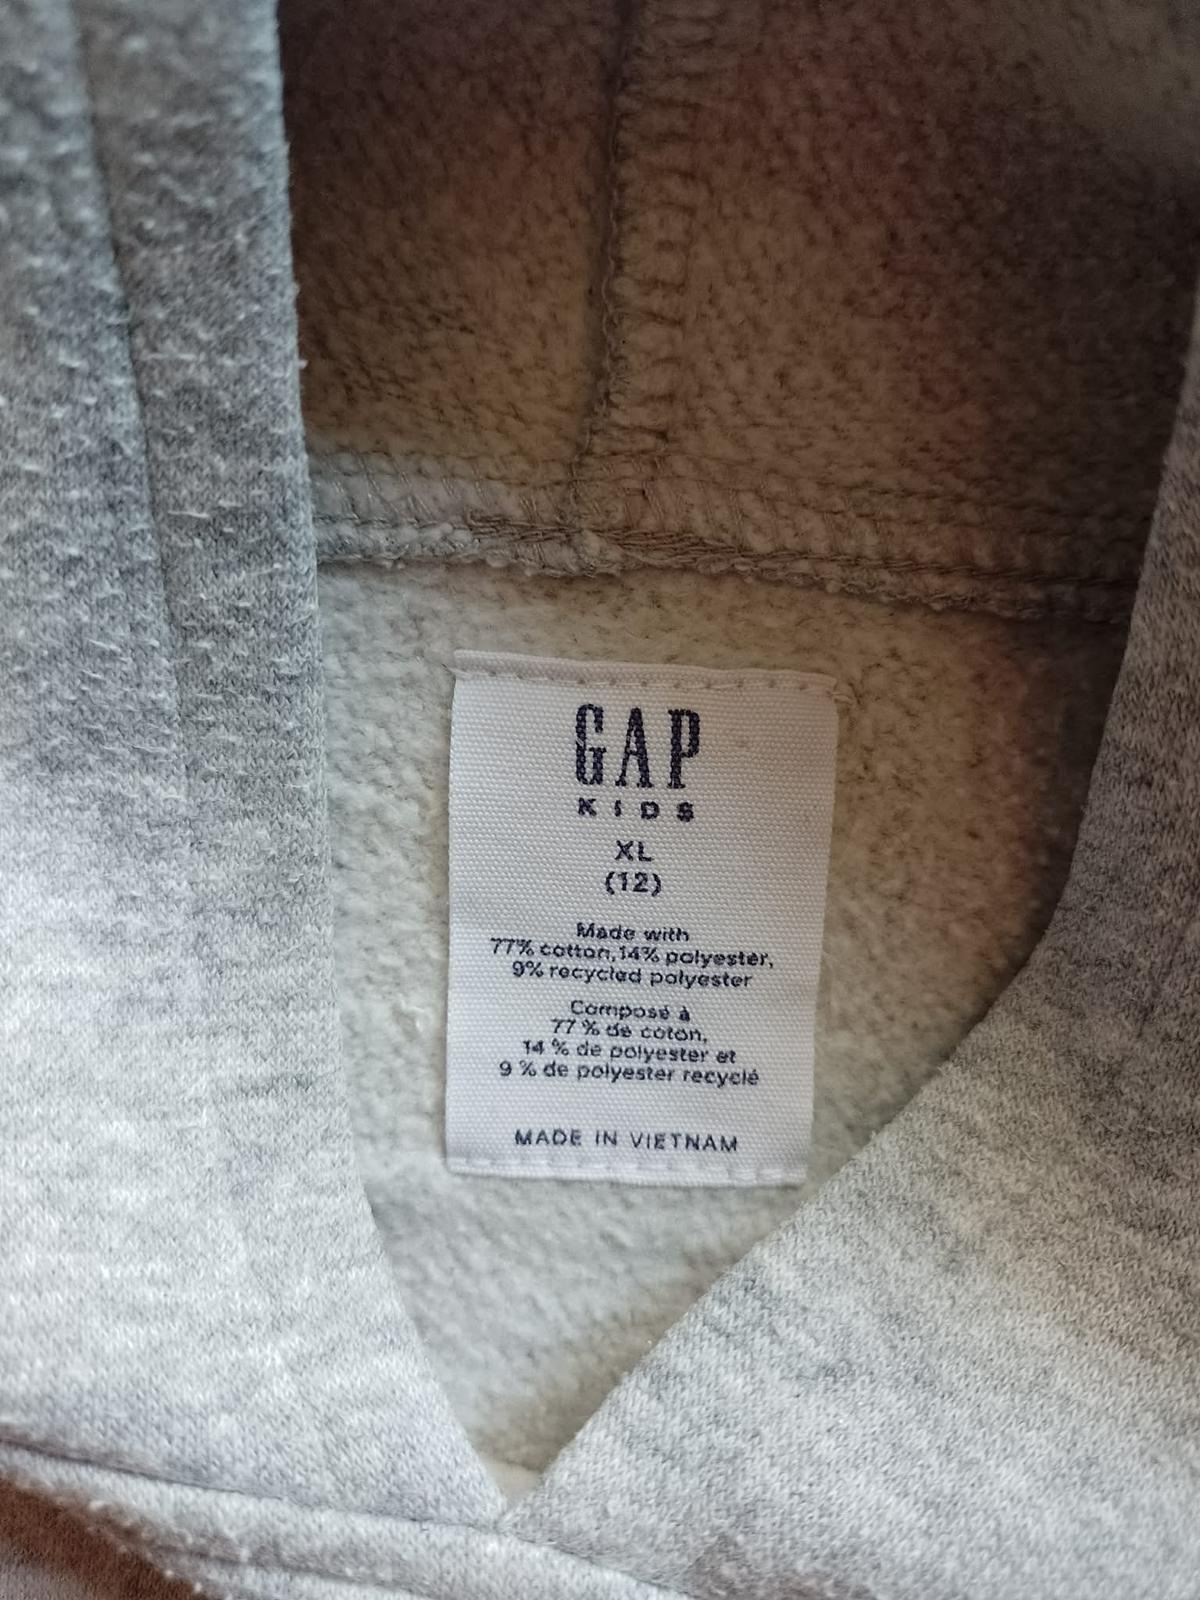 GAP
KIDS
XL
(12)
Made with
77% cotton, 14% polyester,
9% recycled polyester
Composé à
77 % de coton,
14 % de polyester et
9 % de polyester recyclé
MADE IN VIETNAM